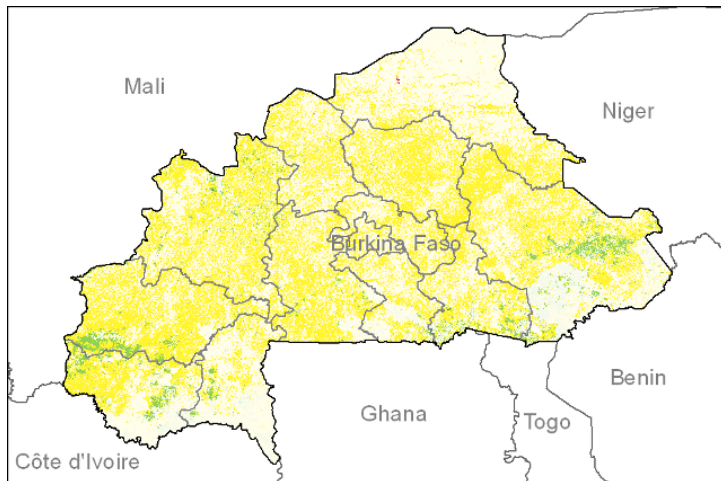 Mali
Niger
Burkina Faso
Benin
Ghana
Togo
Côte d'Ivoire